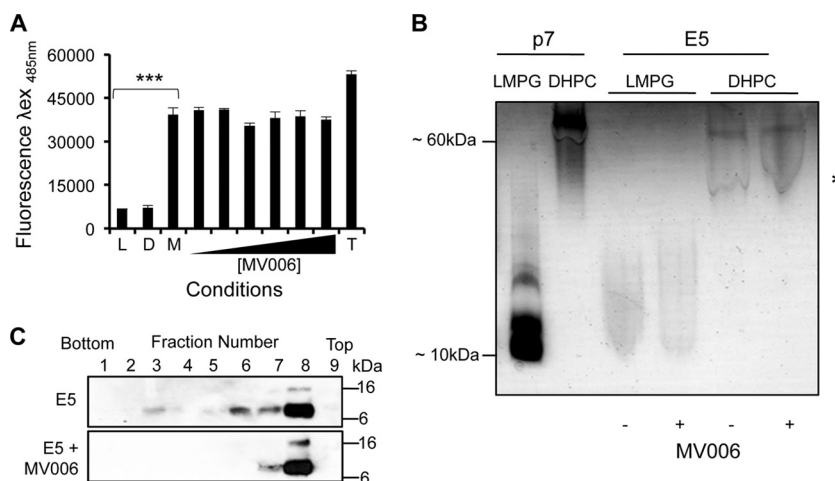 A
Fluorescence λex 485nm
60000
45000
30000
15000
0
***
L D M T
[MV006]
Conditions
B
p7 E5
LMPG DHPC LMPG DHPC
~ 60kDa
*
~ 10kDa
- + - +
MV006
C
Bottom Fraction Number Top
1 2 3 4 5 6 7 8 9 kDa
E5
16
6
E5 +
MV006
16
6